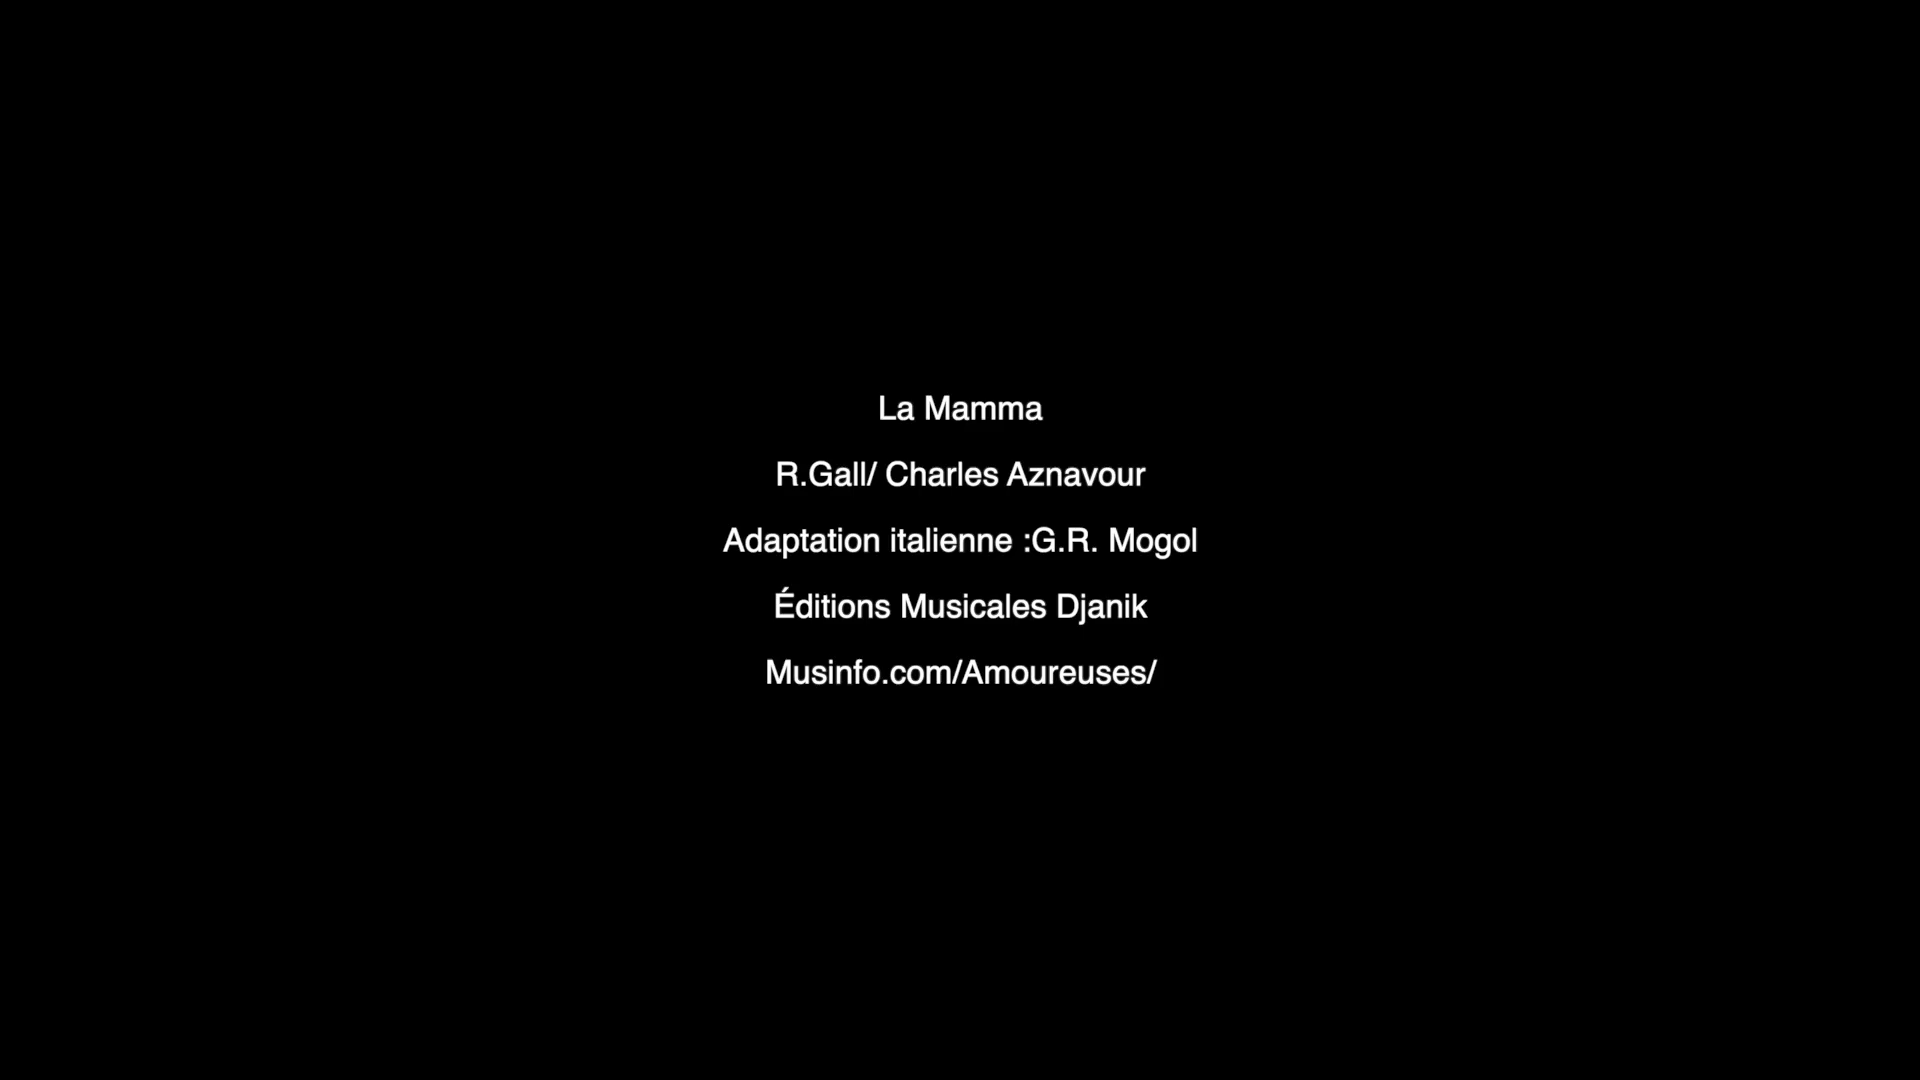 La Mamma
R.Gall/ Charles Aznavour
Adaptation italienne :G.R. Mogol
Éditions Musicales Djanik
Musinfo.com/Amoureuses/